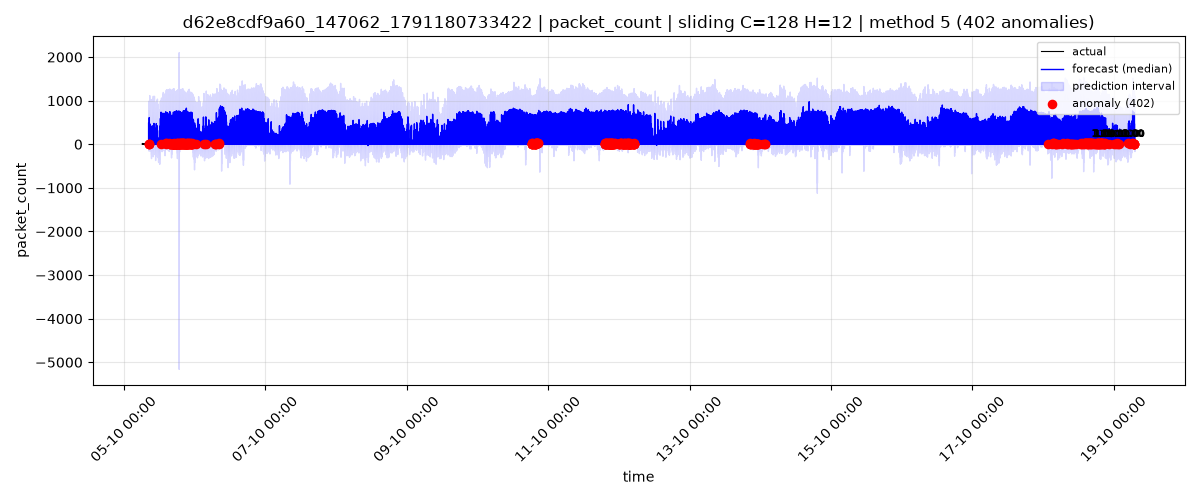 d62e8cdf9a60_147062_1791180733422 | packet_count | sliding C=128 H=12 | method 5 (402 anomalies)
actual
forecast (median)
prediction interval
anomaly (402)
2000
1000
0
−1000
−2000
−3000
−4000
−5000
packet_count
05-10 00:00
07-10 00:00
09-10 00:00
11-10 00:00
13-10 00:00
15-10 00:00
17-10 00:00
19-10 00:00
time